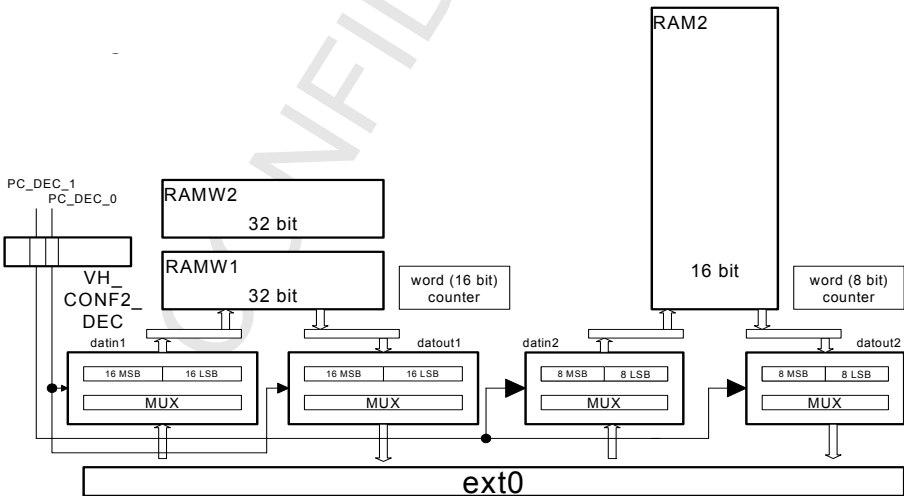 CONFID
RAM2
PC_DEC_1
PC_DEC_0
RAMW2
32 bit
RAMW1
32 bit
16 bit
VH_
CONF2_
DEC
word (16 bit)
counter
word (8 bit)
counter
datin1
datout1
datin2
datout2
16 MSB 16 LSB
16 MSB 16 LSB
8 MSB 8 LSB
8 MSB 8 LSB
MUX
MUX
MUX
MUX
ext0